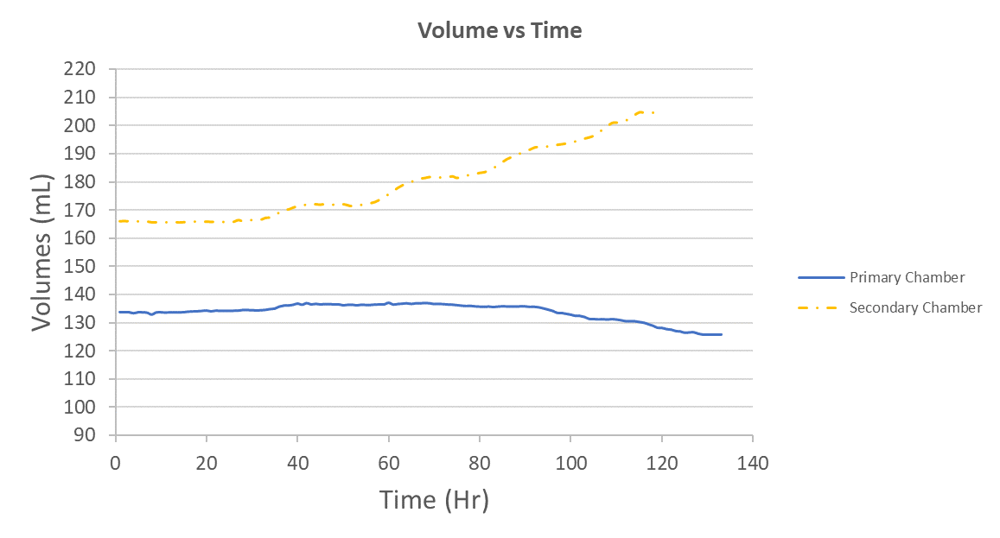 Volume vs Time
220
210
200
190
180
170
160
150
140
130
120
110
100
90
0 20 40 60 80 100 120 140
Volumes (mL)
Time (Hr)
Primary Chamber
Secondary Chamber